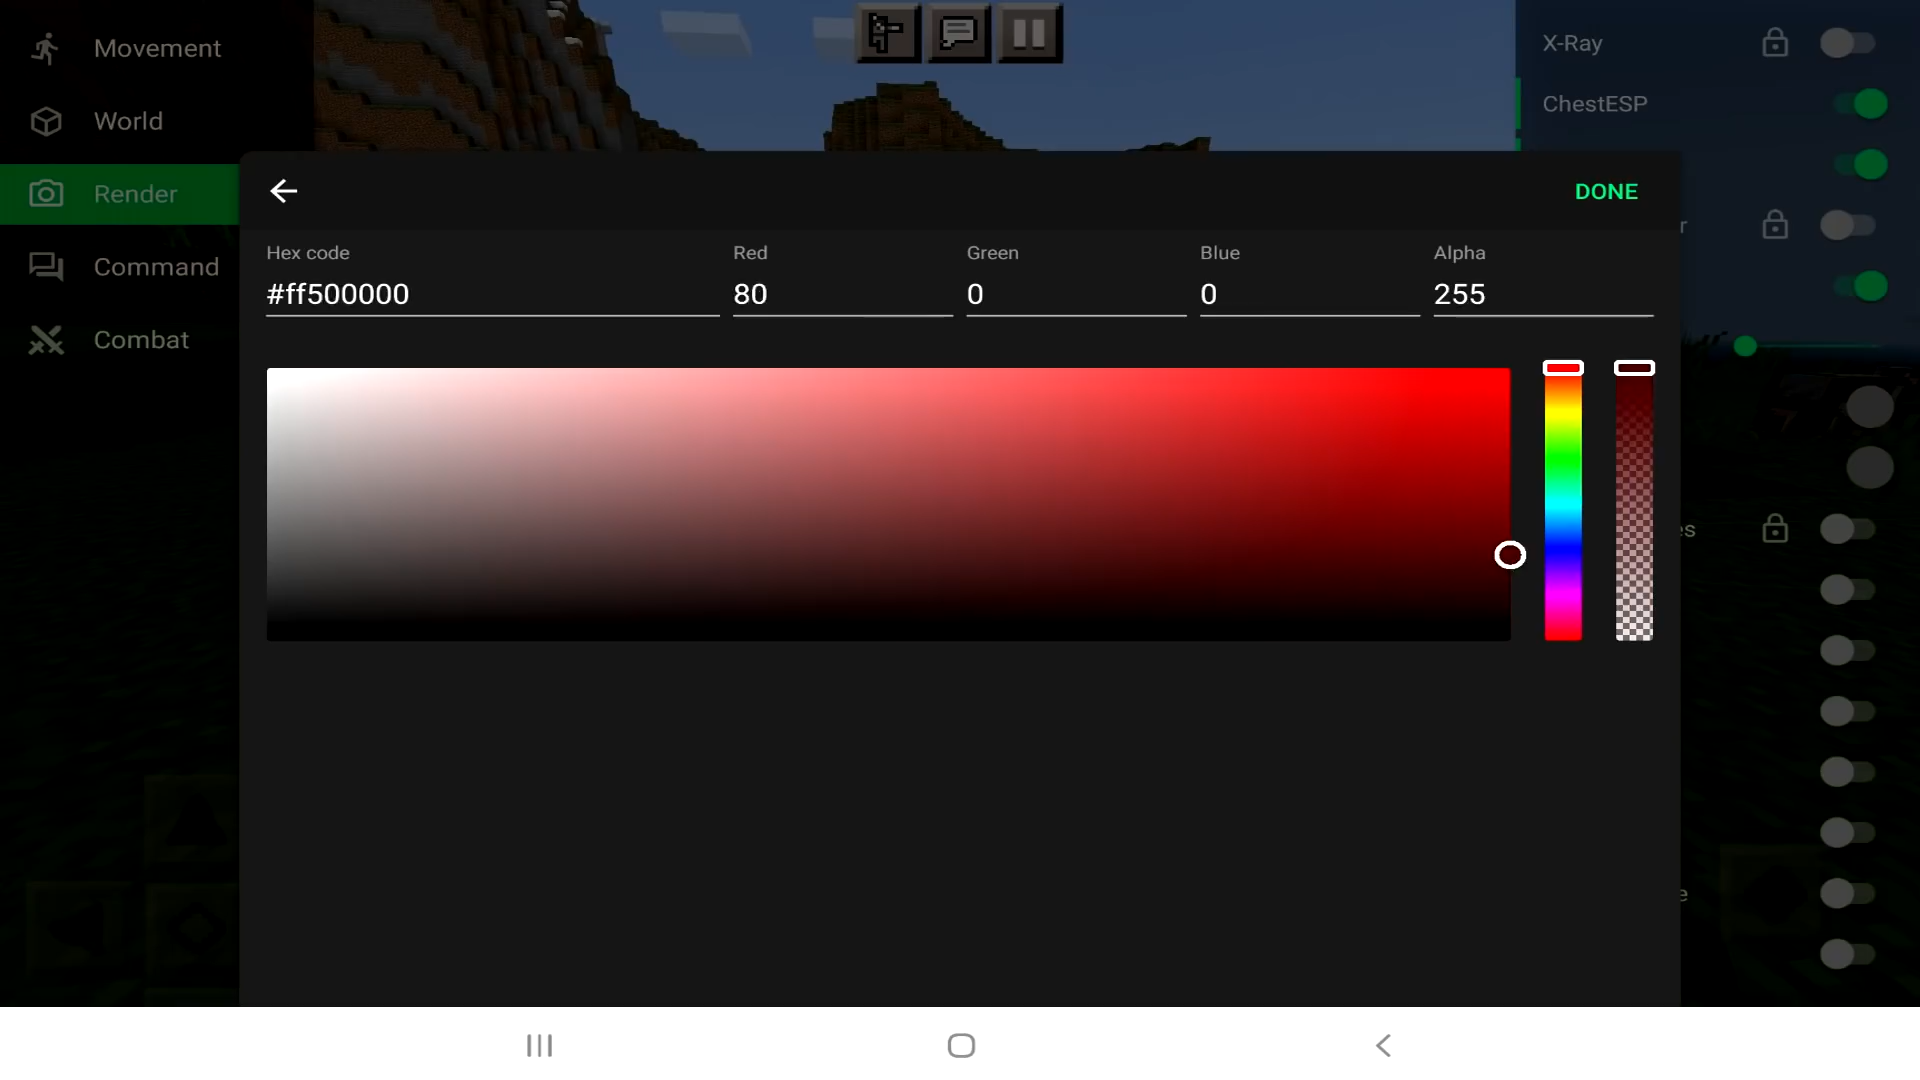 Movement
World
Render
Command
Combat
X-Ray
ChestESP
r
DONE
Hex code Red Green Blue Alpha
#ff500000 80 0 0 255
es
e